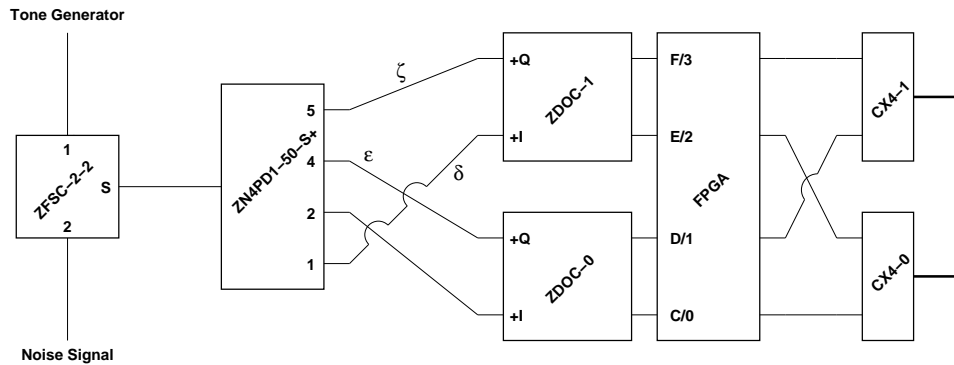 Tone Generator
1
ZFSC-2-2
S
2
Noise Signal
ZN4PD1-50-S+
5
4
2
1
ζ
ε
δ
+Q
+I
ZDOC-1
+Q
+I
ZDOC-0
F/3
E/2
FPGA
D/1
C/0
CX4-1
CX4-0